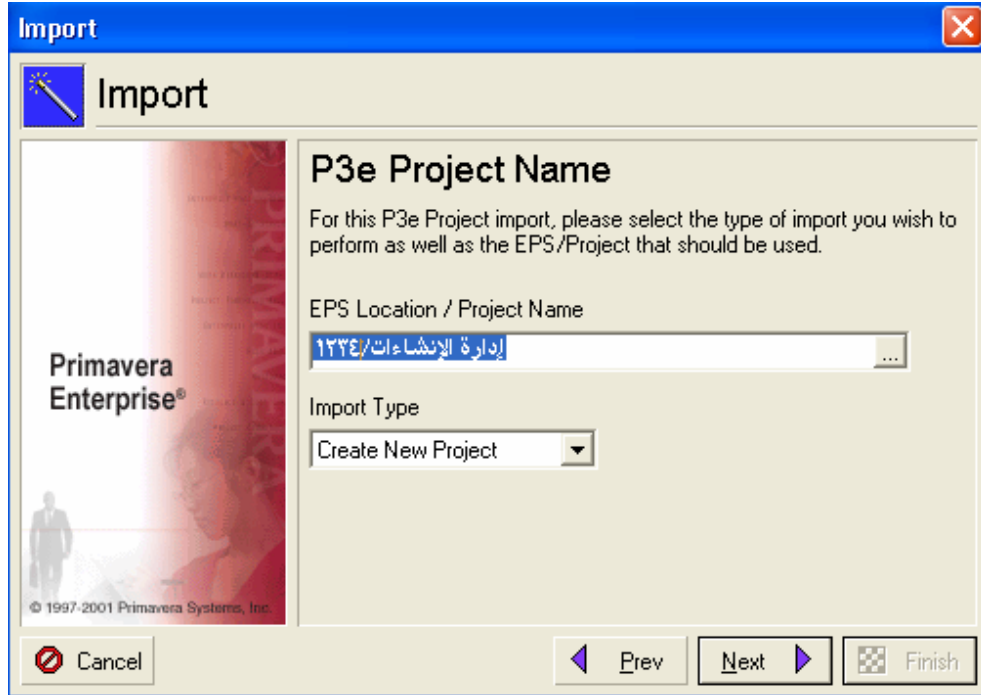 Import
Import
P3e Project Name
For this P3e Project import, please select the type of import you wish to
perform as well as the EPS/Project that should be used.
EPS Location / Project Name
إدارة الإنشاءات/١٢٣٤
...
Import Type
Create New Project
Primavera
Enterprise®
PRIMAVERA
© 1997-2001 Primavera Systems, Inc.
Cancel
Prev
Next
Finish